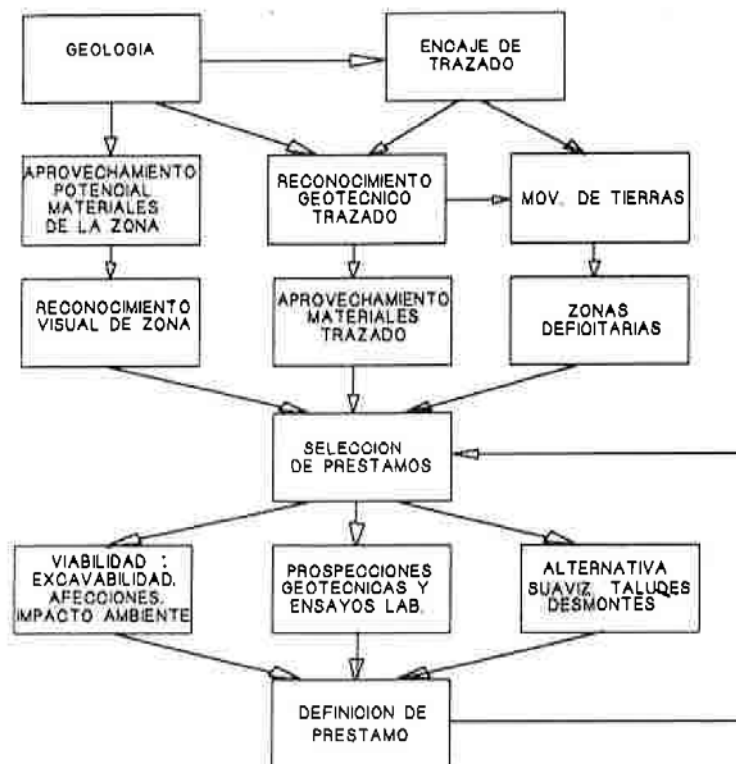 GEOLOGIA
ENCAJE DE
TRAZADO
APROVECHAMIENTO
POTENCIAL
MATERIALES
DE LA ZONA
RECONOCIMIENTO
GEOTECNICO
TRAZADO
MOV. DE TIERRAS
RECONOCIMIENTO
VISUAL DE ZONA
APROVECHAMIENTO
MATERIALES
TRAZADO
ZONAS
DEFICITARIAS
SELECCION
DE PRESTAMOS
VIABILIDAD :
EXCAVABILIDAD.
AFECCIONES.
IMPACTO AMBIENTE
PROSPECCIONES
GEOTECNICAS Y
ENSAYOS LAB.
ALTERNATIVA
SUAVIZ. TALUDES
DESMONTES
DEFINICION DE
PRESTAMO